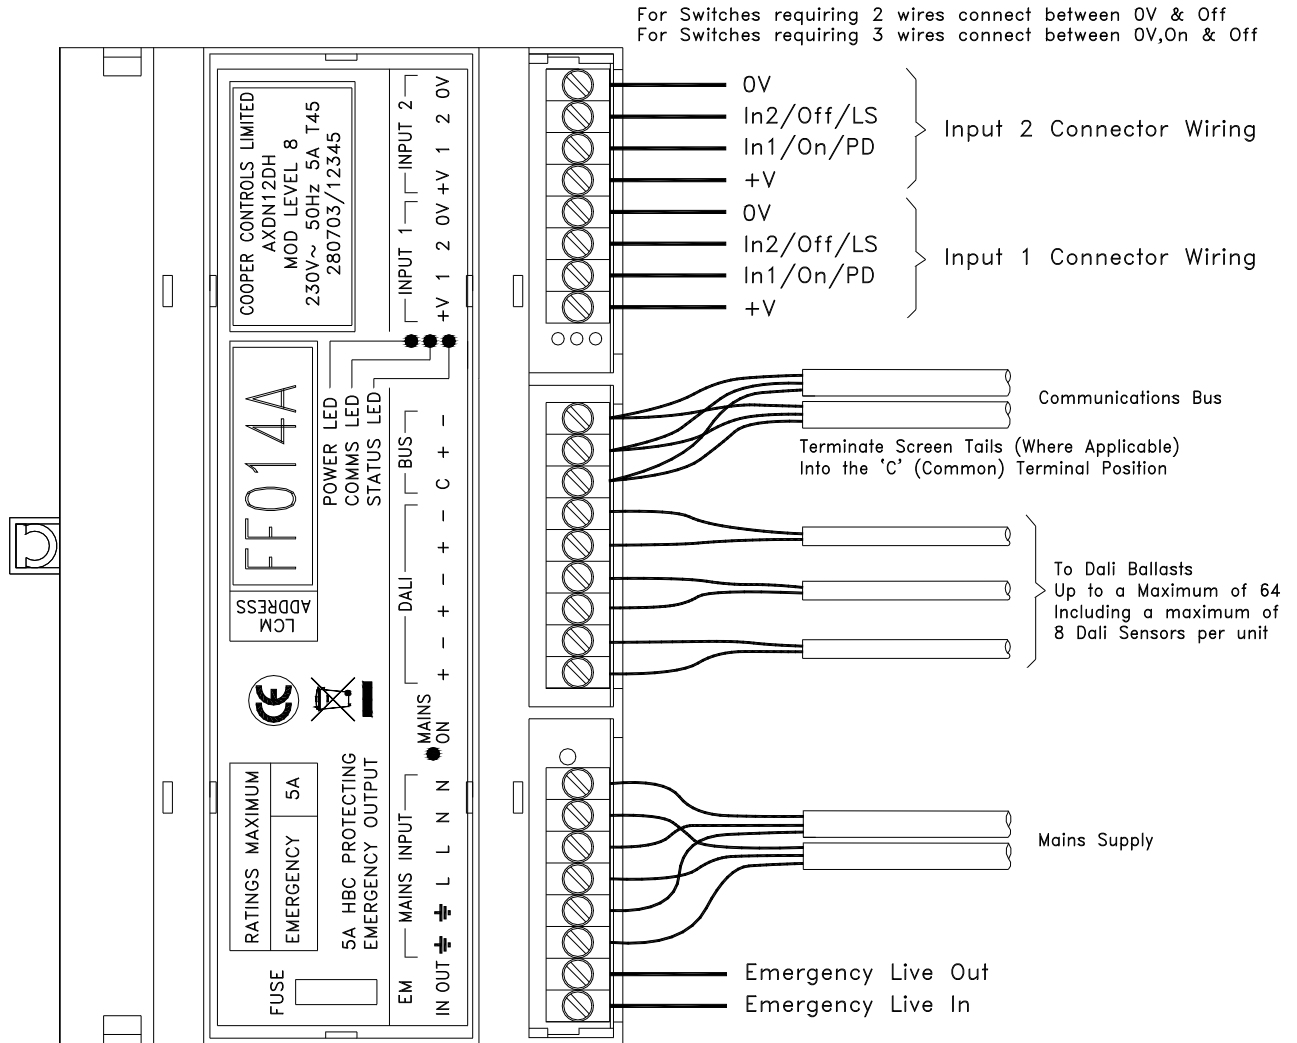 For Switches requiring 2 wires connect between 0V & Off
For Switches requiring 3 wires connect between 0V,On & Off
COOPER CONTROLS LIMITED
AXDN12DH
MOD LEVEL 8
230V~ 50Hz 5A T45
280703/12345
INPUT 1
INPUT 2
+V 1 2 0V +V 1 2 0V
0V
In2/Off/LS
In1/On/PD
+V
Input 2 Connector Wiring
0V
In2/Off/LS
In1/On/PD
+V
Input 1 Connector Wiring
FF014A
LCM
ADDRESS
POWER LED
COMMS LED
STATUS LED
DALI
BUS
+ - + - + - C + -
Communications Bus
Terminate Screen Tails (Where Applicable)
Into the 'C' (Common) Terminal Position
To Dali Ballasts
Up to a Maximum of 64
Including a maximum of
8 Dali Sensors per unit
CE
RATINGS MAXIMUM
EMERGENCY
5A
5A HBC PROTECTING
EMERGENCY OUTPUT
FUSE
MAINS
ON
EM
MAINS INPUT
IN OUT L L N N
Mains Supply
Emergency Live Out
Emergency Live In